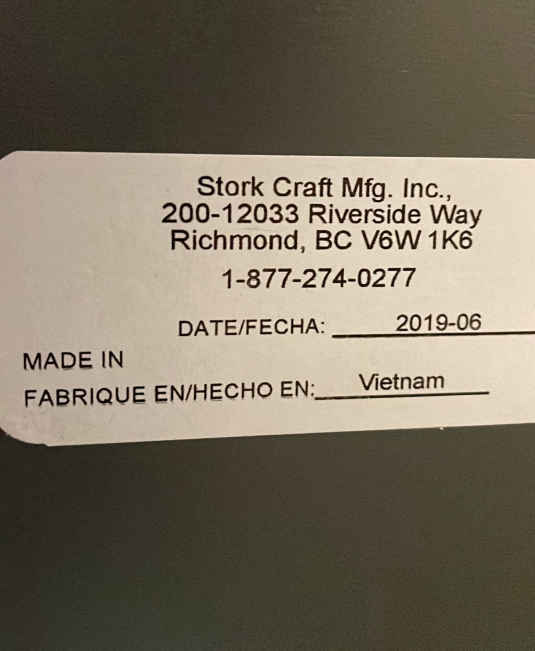 Stork Craft Mfg. Inc.,
200-12033 Riverside Way
Richmond, BC V6W 1K6
1-877-274-0277
DATE/FECHA: 2019-06
MADE IN
FABRIQUE EN/HECHO EN: Vietnam